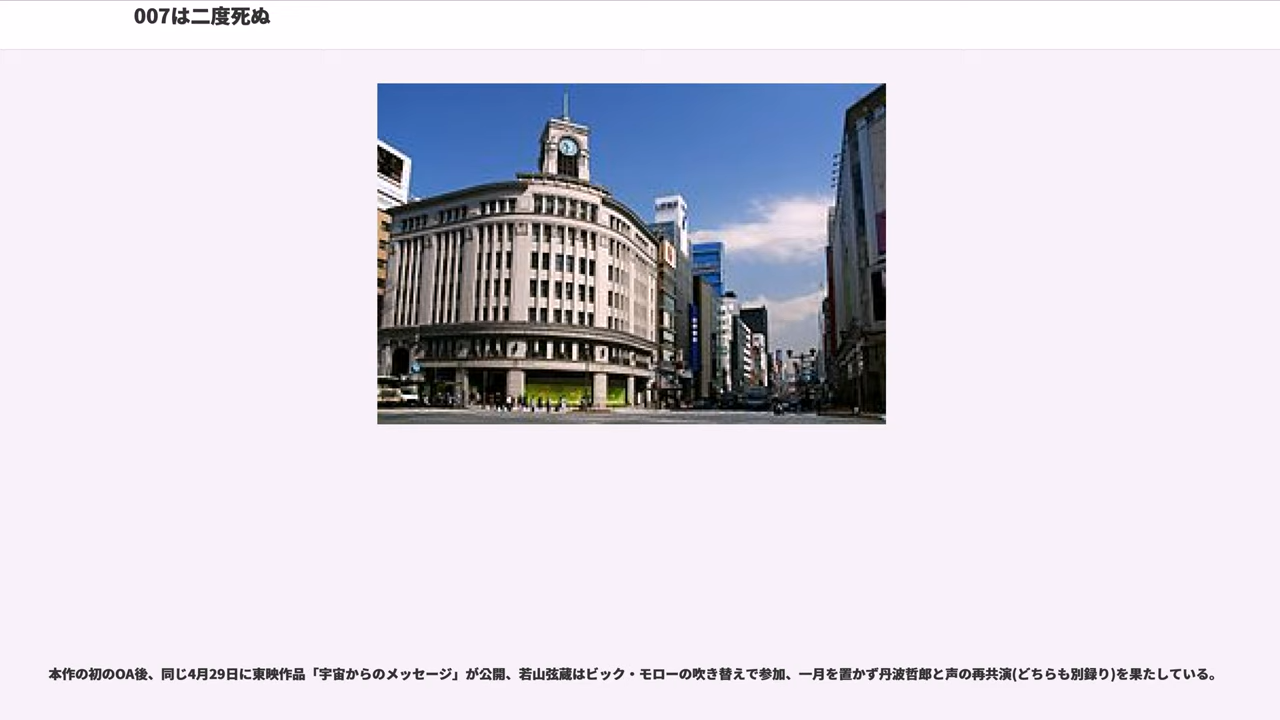 007は二度死ぬ
本作の初のOA後、同じ4月29日に東映作品「宇宙からのメッセージ」が公開、若山弦蔵はビック・モローの吹き替えで参加、一月を置かず丹波哲郎と声の再共演(どちらも別録り)を果たしている。